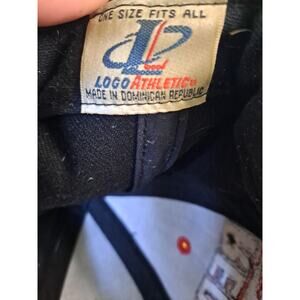 ONE SIZE FITS ALL
L
LOGO ATHLETIC
MADE IN DOMINICAN REPUBLIC